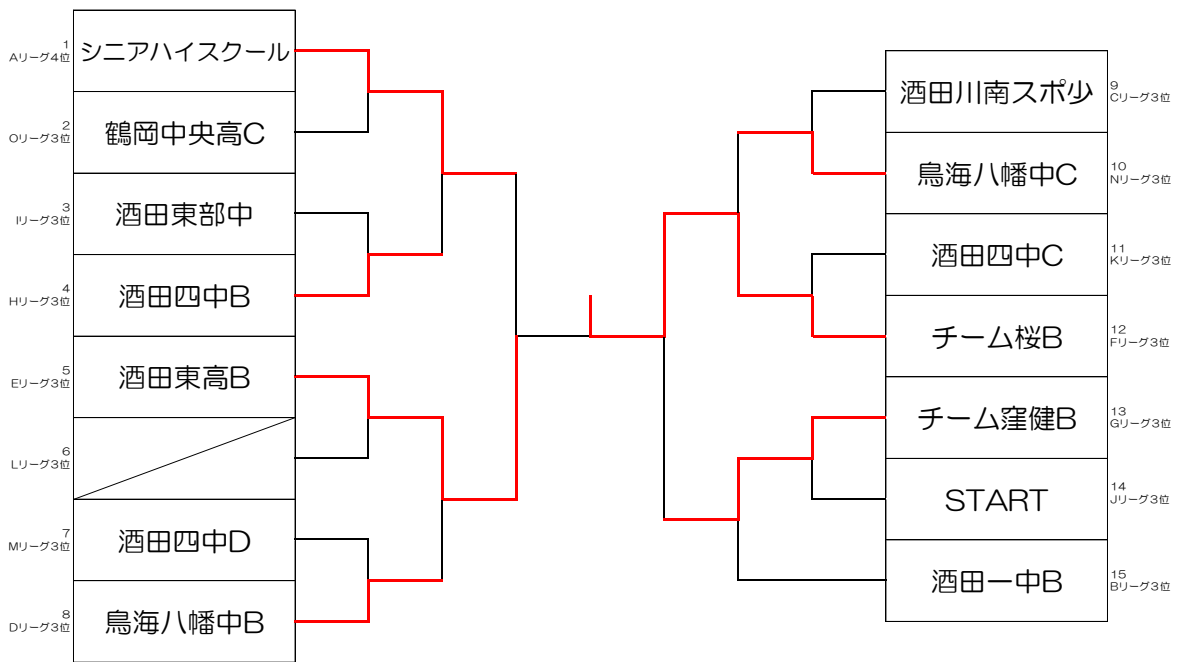 1
Aリーグ4位
シニアハイスクール
2
Oリーグ3位
鶴岡中央高C
3
Iリーグ3位
酒田東部中
4
Hリーグ3位
酒田四中B
5
Eリーグ3位
酒田東高B
6
Lリーグ3位
7
Mリーグ3位
酒田四中D
8
Dリーグ3位
鳥海八幡中B
酒田川南スポ少
9
Cリーグ3位
鳥海八幡中C
10
Nリーグ3位
酒田四中C
11
Kリーグ3位
チーム桜B
12
Fリーグ3位
チーム窪健B
13
Gリーグ3位
START
14
Jリーグ3位
酒田一中B
15
Bリーグ3位